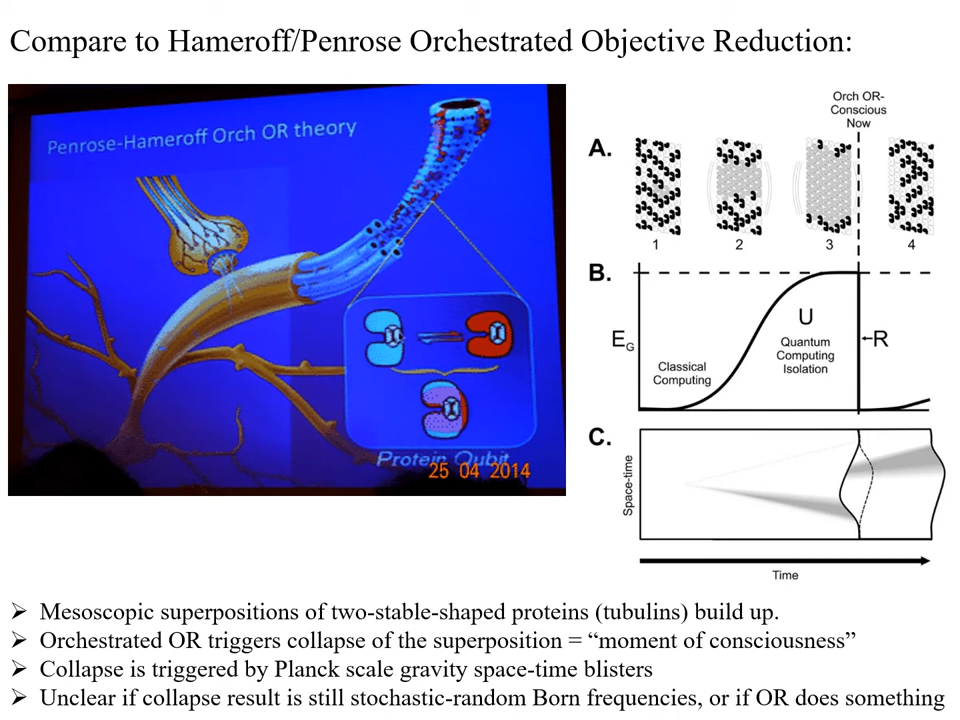 Compare to Hameroff/Penrose Orchestrated Objective Reduction:
Penrose-Hameroff Orch OR theory
Protein Qubit
25 04 2014
Orch OR-
Conscious
Now
A.
1 2 3 4
B.
E_G
Classical
Computing
U
Quantum
Computing
Isolation
R
C.
Space-time
Time
➢ Mesoscopic superpositions of two-stable-shaped proteins (tubulins) build up.
➢ Orchestrated OR triggers collapse of the superposition = “moment of consciousness”
➢ Collapse is triggered by Planck scale gravity space-time blisters
➢ Unclear if collapse result is still stochastic-random Born frequencies, or if OR does something